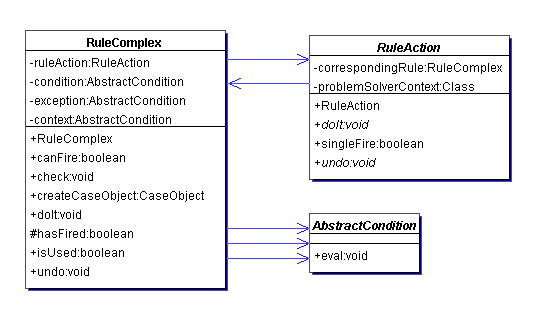 RuleComplex
-ruleAction:RuleAction
-condition:AbstractCondition
-exception:AbstractCondition
-context:AbstractCondition
+RuleComplex
+canFire:boolean
+check:void
+createCaseObject:CaseObject
+doIt:void
#hasFired:boolean
+isUsed:boolean
+undo:void
RuleAction
-correspondingRule:RuleComplex
-problemSolverContext:Class
+RuleAction
+doIt:void
+singleFire:boolean
+undo:void
AbstractCondition
+eval:void